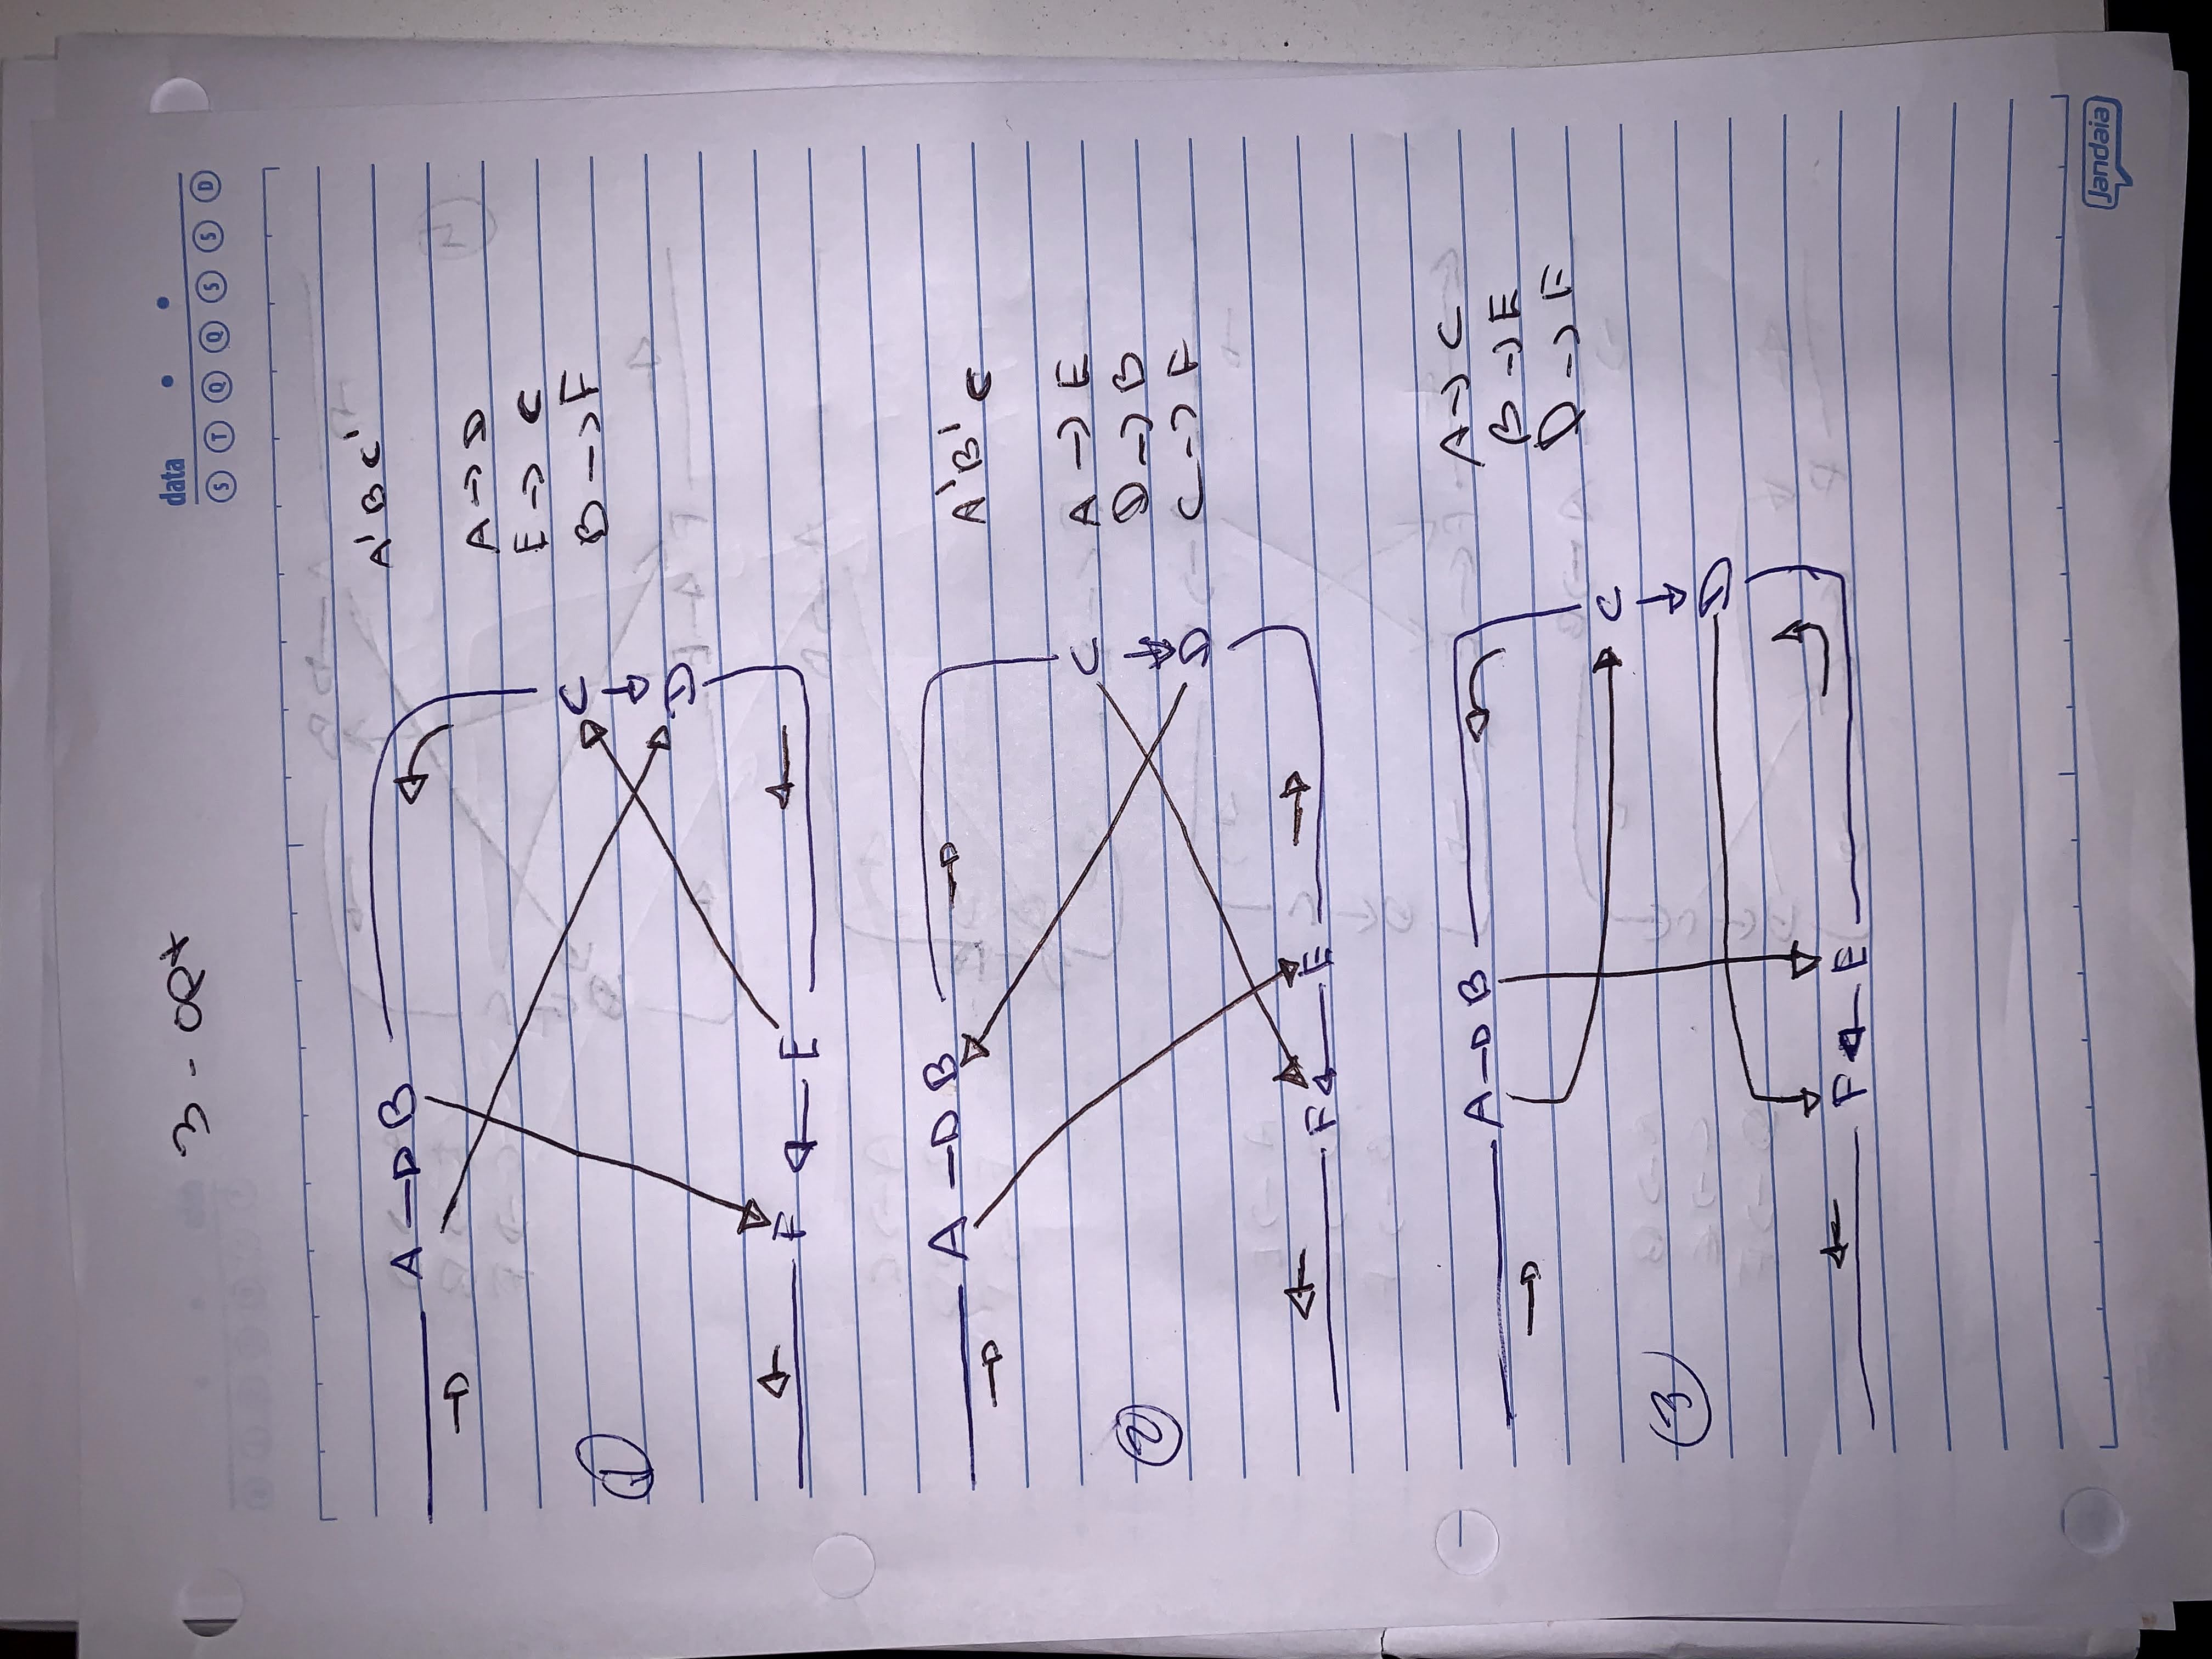 3 - opt
data
S T Q Q S S D
A → B
A' B C'
A → D
E → C
B → F
C
1
D
F ← E
A → B
A' B' C
C
A → E
D → B
2
D
C → F
F ← E
A → B
A → C
B → E
D → F
C
3
D
F ← E
Jandaia